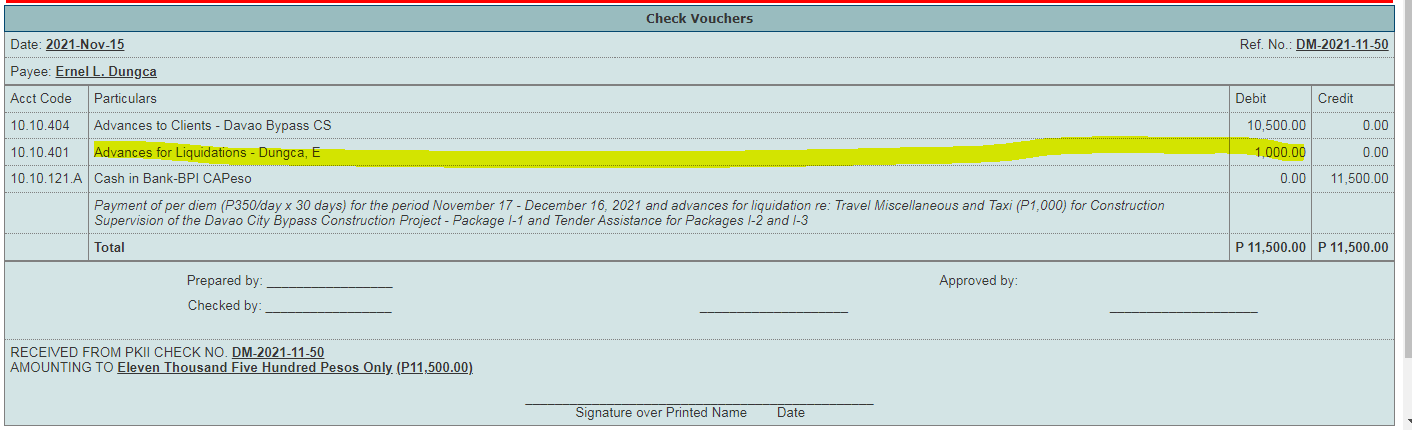 Check Vouchers
Date: 2021-Nov-15 Ref. No.: DM-2021-11-50
Payee: Ernel L. Dungca
Acct Code Particulars Debit Credit
10.10.404 Advances to Clients - Davao Bypass CS 10,500.00 0.00
10.10.401 Advances for Liquidations - Dungca, E 1,000.00 0.00
10.10.121.A Cash in Bank-BPI CAPeso 0.00 11,500.00
Payment of per diem (P350/day x 30 days) for the period November 17 - December 16, 2021 and advances for liquidation re: Travel Miscellaneous and Taxi (P1,000) for Construction
Supervision of the Davao City Bypass Construction Project - Package I-1 and Tender Assistance for Packages I-2 and I-3
Total P 11,500.00 P 11,500.00
Prepared by: _________________ Approved by:
Checked by: _________________ ____________________ ____________________
RECEIVED FROM PKII CHECK NO. DM-2021-11-50
AMOUNTING TO Eleven Thousand Five Hundred Pesos Only (P11,500.00)
_______________________________________________
Signature over Printed Name Date